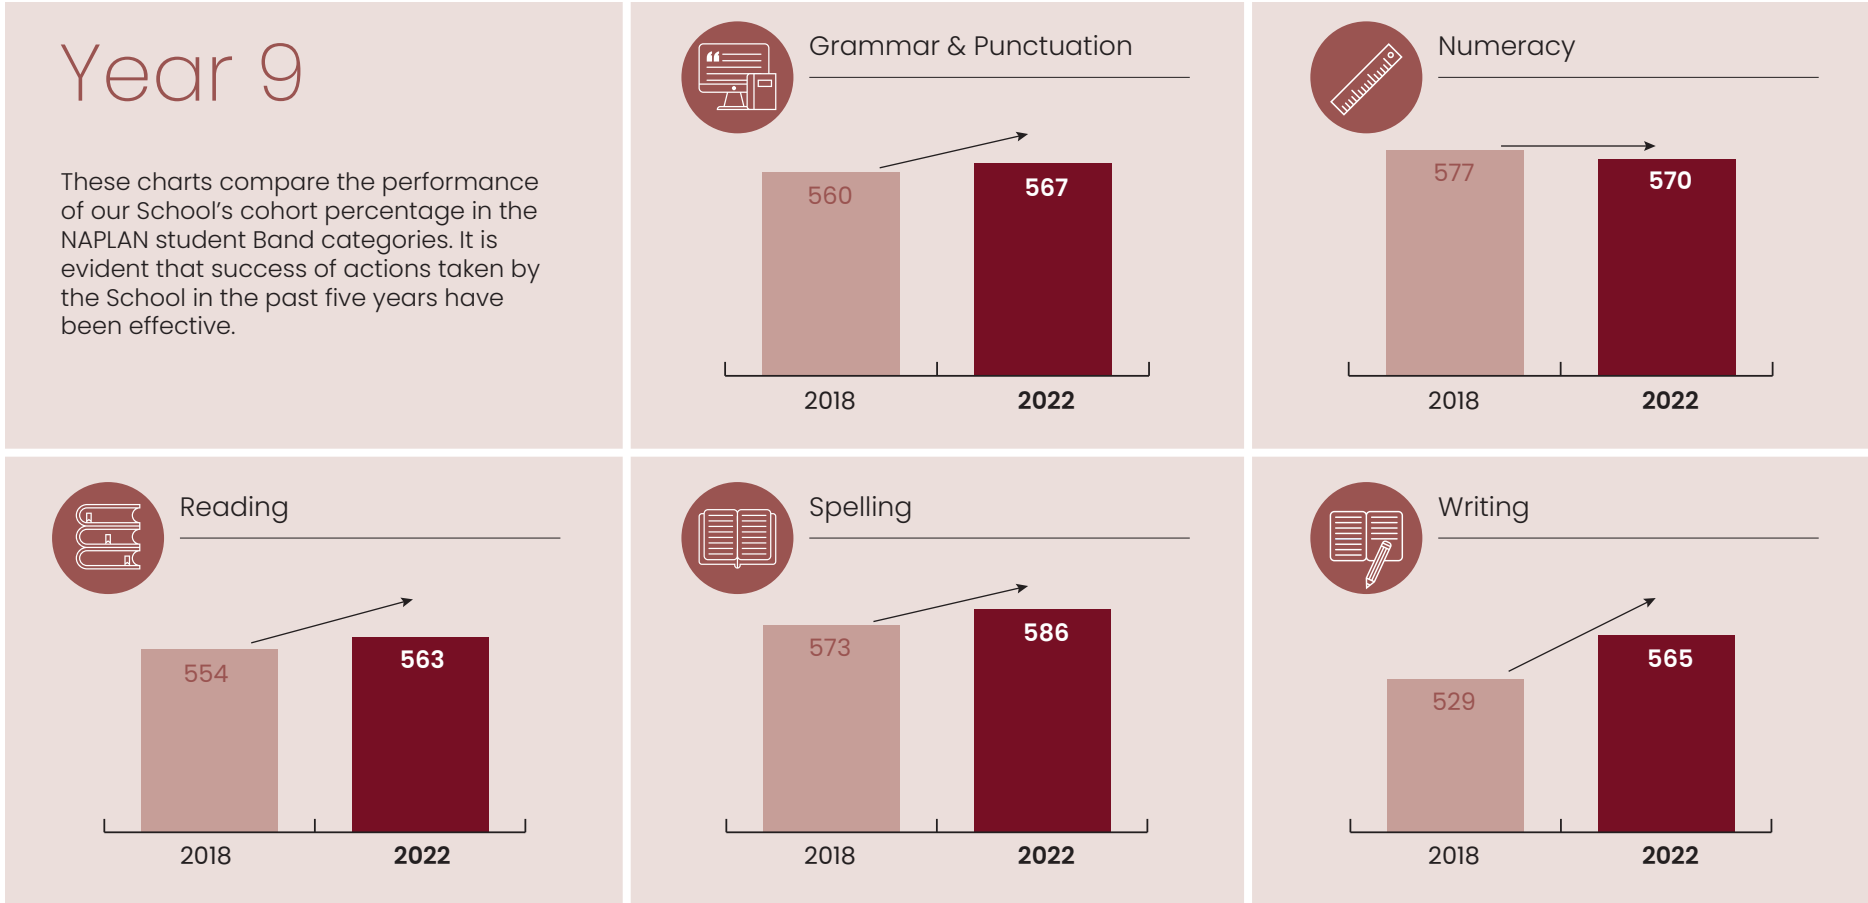 Year 9
These charts compare the performance
of our School’s cohort percentage in the
NAPLAN student Band categories. It is
evident that success of actions taken by
the School in the past five years have
been effective.
Grammar & Punctuation
560
567
2018
2022
Numeracy
577
570
2018
2022
Reading
554
563
2018
2022
Spelling
573
586
2018
2022
Writing
529
565
2018
2022